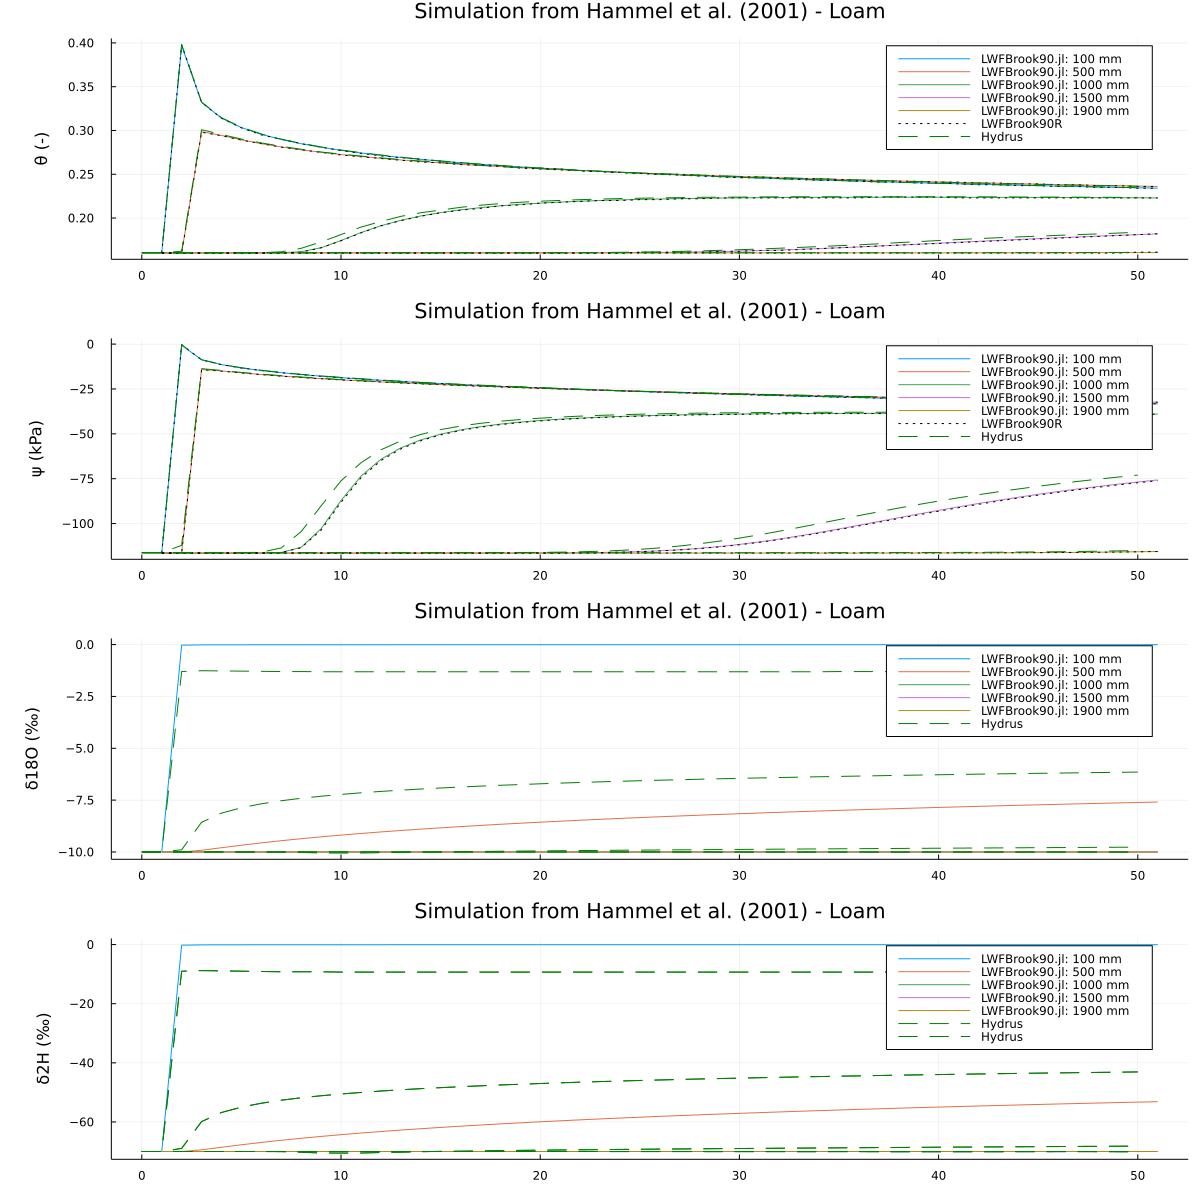 Simulation from Hammel et al. (2001) - Loam
θ (-)
0.40
0.35
0.30
0.25
0.20
0
10
20
30
40
50
LWFBrook90.jl: 100 mm
LWFBrook90.jl: 500 mm
LWFBrook90.jl: 1000 mm
LWFBrook90.jl: 1500 mm
LWFBrook90.jl: 1900 mm
LWFBrook90R
Hydrus
Simulation from Hammel et al. (2001) - Loam
ψ (kPa)
0
−25
−50
−75
−100
0
10
20
30
40
50
LWFBrook90.jl: 100 mm
LWFBrook90.jl: 500 mm
LWFBrook90.jl: 1000 mm
LWFBrook90.jl: 1500 mm
LWFBrook90.jl: 1900 mm
LWFBrook90R
Hydrus
Simulation from Hammel et al. (2001) - Loam
δ18O (‰)
0.0
−2.5
−5.0
−7.5
−10.0
0
10
20
30
40
50
LWFBrook90.jl: 100 mm
LWFBrook90.jl: 500 mm
LWFBrook90.jl: 1000 mm
LWFBrook90.jl: 1500 mm
LWFBrook90.jl: 1900 mm
Hydrus
Simulation from Hammel et al. (2001) - Loam
δ2H (‰)
0
−20
−40
−60
0
10
20
30
40
50
LWFBrook90.jl: 100 mm
LWFBrook90.jl: 500 mm
LWFBrook90.jl: 1000 mm
LWFBrook90.jl: 1500 mm
LWFBrook90.jl: 1900 mm
Hydrus
Hydrus